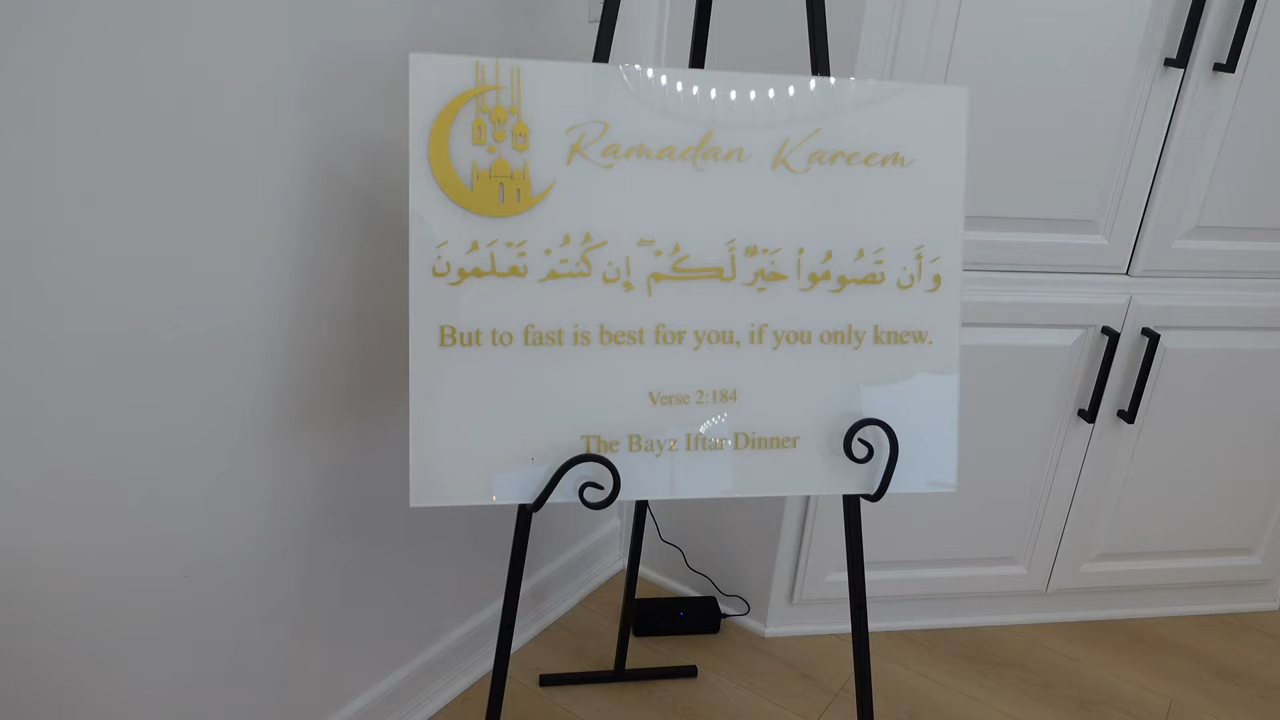 Ramadan Kareem
وَأَن تَصُومُوا۟ خَيْرٌۭ لَّكُمْ ۖ إِن كُنتُمْ تَعْلَمُونَ
But to fast is best for you, if you only knew.
Verse 2:184
The Bayz Iftar Dinner